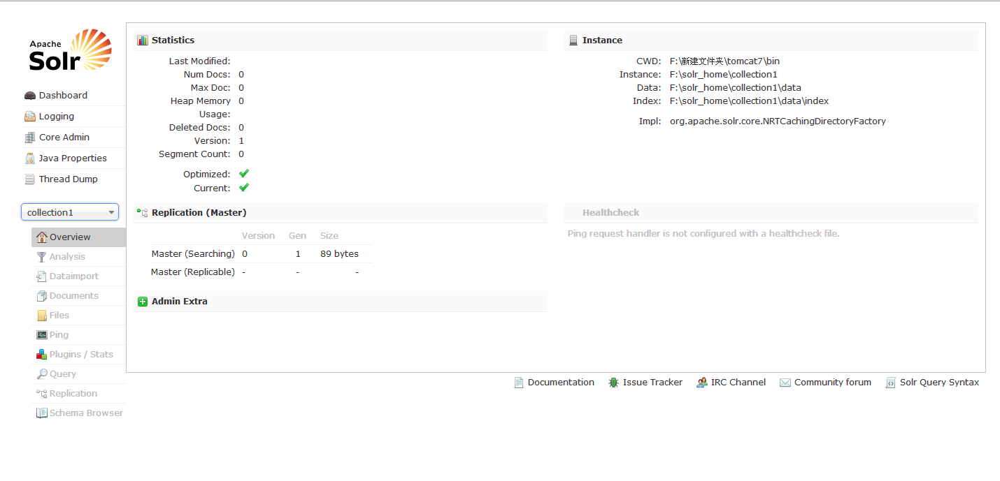 Apache
Solr
Dashboard
Logging
Core Admin
Java Properties
Thread Dump
collection1
Overview
Analysis
Dataimport
Documents
Files
Ping
Plugins / Stats
Query
Replication
Schema Browser
Statistics
Last Modified:
Num Docs: 0
Max Doc: 0
Heap Memory 0
Usage:
Deleted Docs: 0
Version: 1
Segment Count: 0
Optimized:
Current:
Instance
CWD: F:\新建文件夹\tomcat7\bin
Instance: F:\solr_home\collection1
Data: F:\solr_home\collection1\data
Index: F:\solr_home\collection1\data\index
Impl: org.apache.solr.core.NRTCachingDirectoryFactory
Replication (Master)
Version Gen Size
Master (Searching) 0 1 89 bytes
Master (Replicable) - - -
Healthcheck
Ping request handler is not configured with a healthcheck file.
Admin Extra
Documentation Issue Tracker IRC Channel Community forum Solr Query Syntax